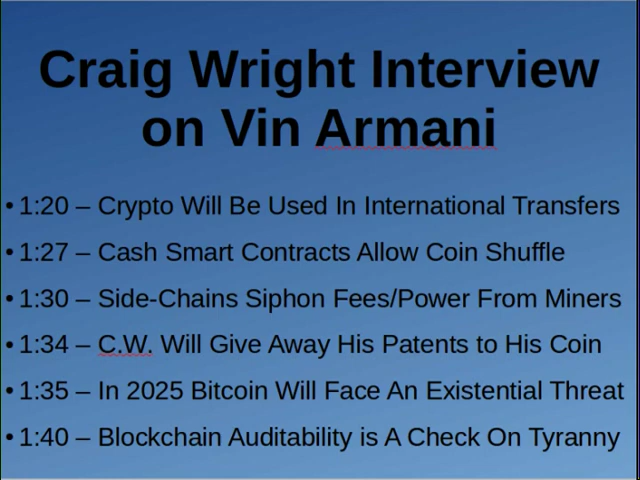 Craig Wright Interview
on Vin Armani
• 1:20 – Crypto Will Be Used In International Transfers
• 1:27 – Cash Smart Contracts Allow Coin Shuffle
• 1:30 – Side-Chains Siphon Fees/Power From Miners
• 1:34 – C.W. Will Give Away His Patents to His Coin
• 1:35 – In 2025 Bitcoin Will Face An Existential Threat
• 1:40 – Blockchain Auditability is A Check On Tyranny